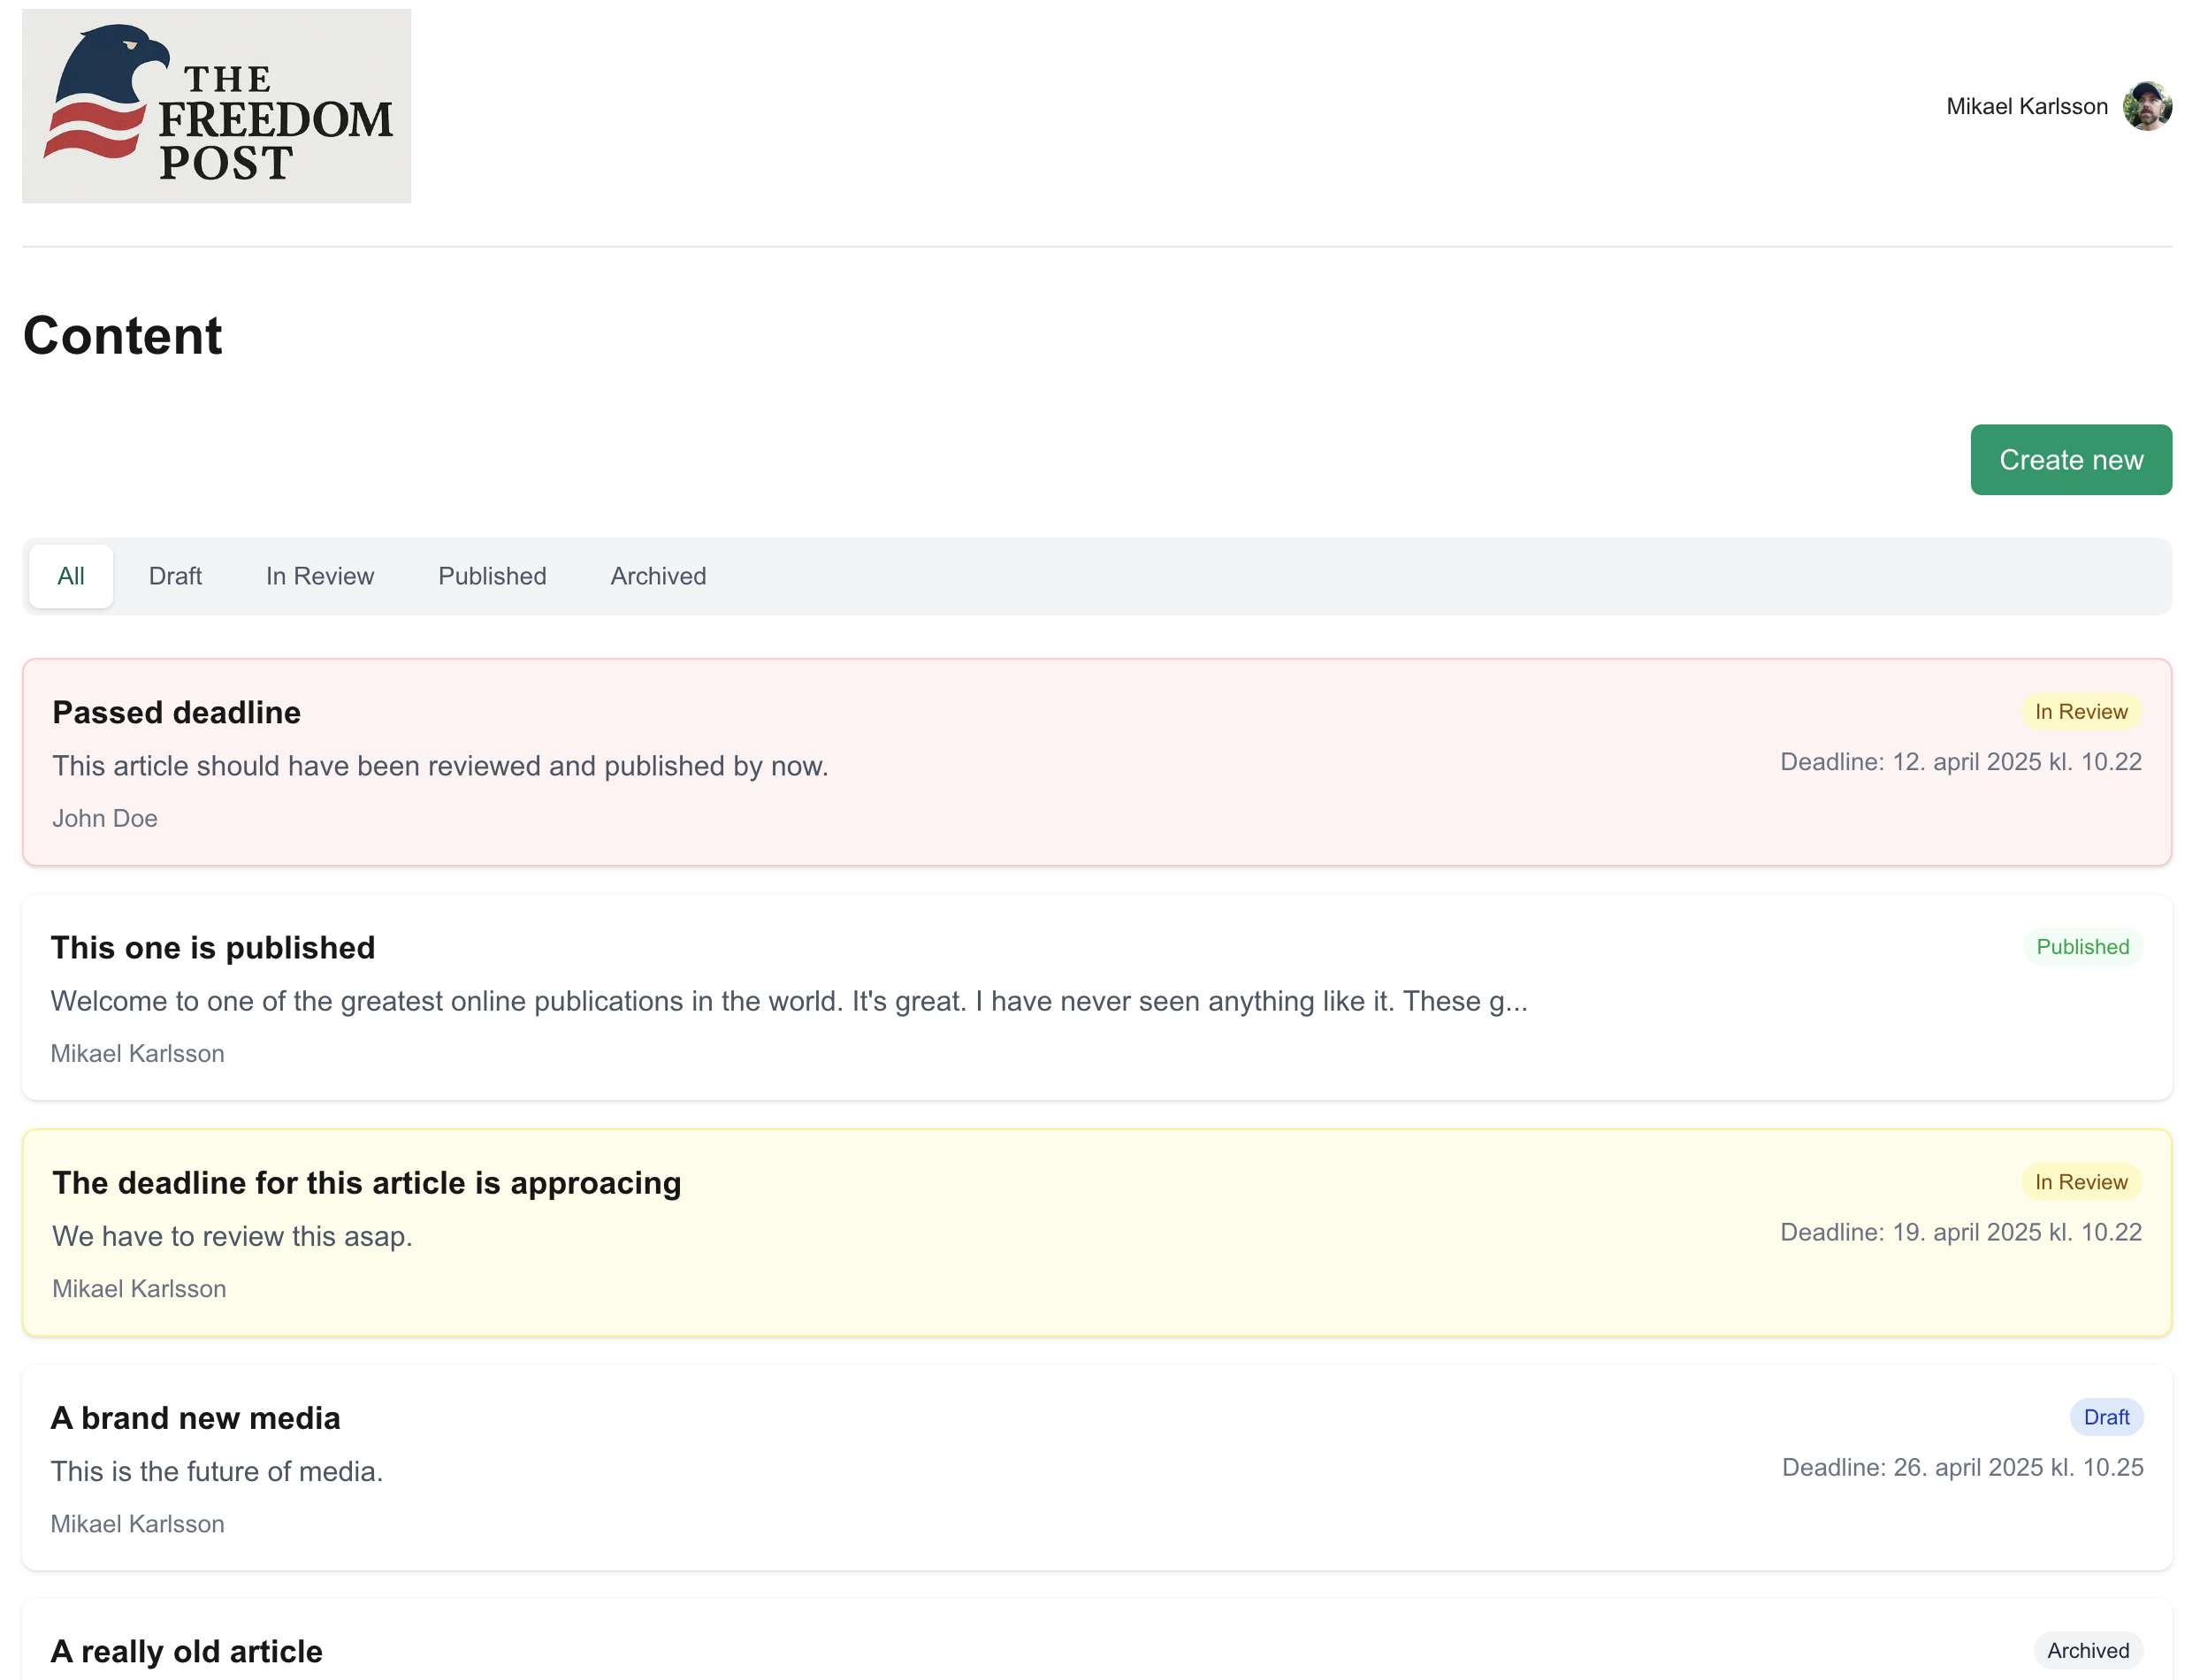 THE
FREEDOM
POST
Mikael Karlsson
Content
Create new
All Draft In Review Published Archived
Passed deadline
In Review
This article should have been reviewed and published by now.
Deadline: 12. april 2025 kl. 10.22
John Doe
This one is published
Published
Welcome to one of the greatest online publications in the world. It's great. I have never seen anything like it. These g...
Mikael Karlsson
The deadline for this article is approacing
In Review
We have to review this asap.
Deadline: 19. april 2025 kl. 10.22
Mikael Karlsson
A brand new media
Draft
This is the future of media.
Deadline: 26. april 2025 kl. 10.25
Mikael Karlsson
A really old article
Archived